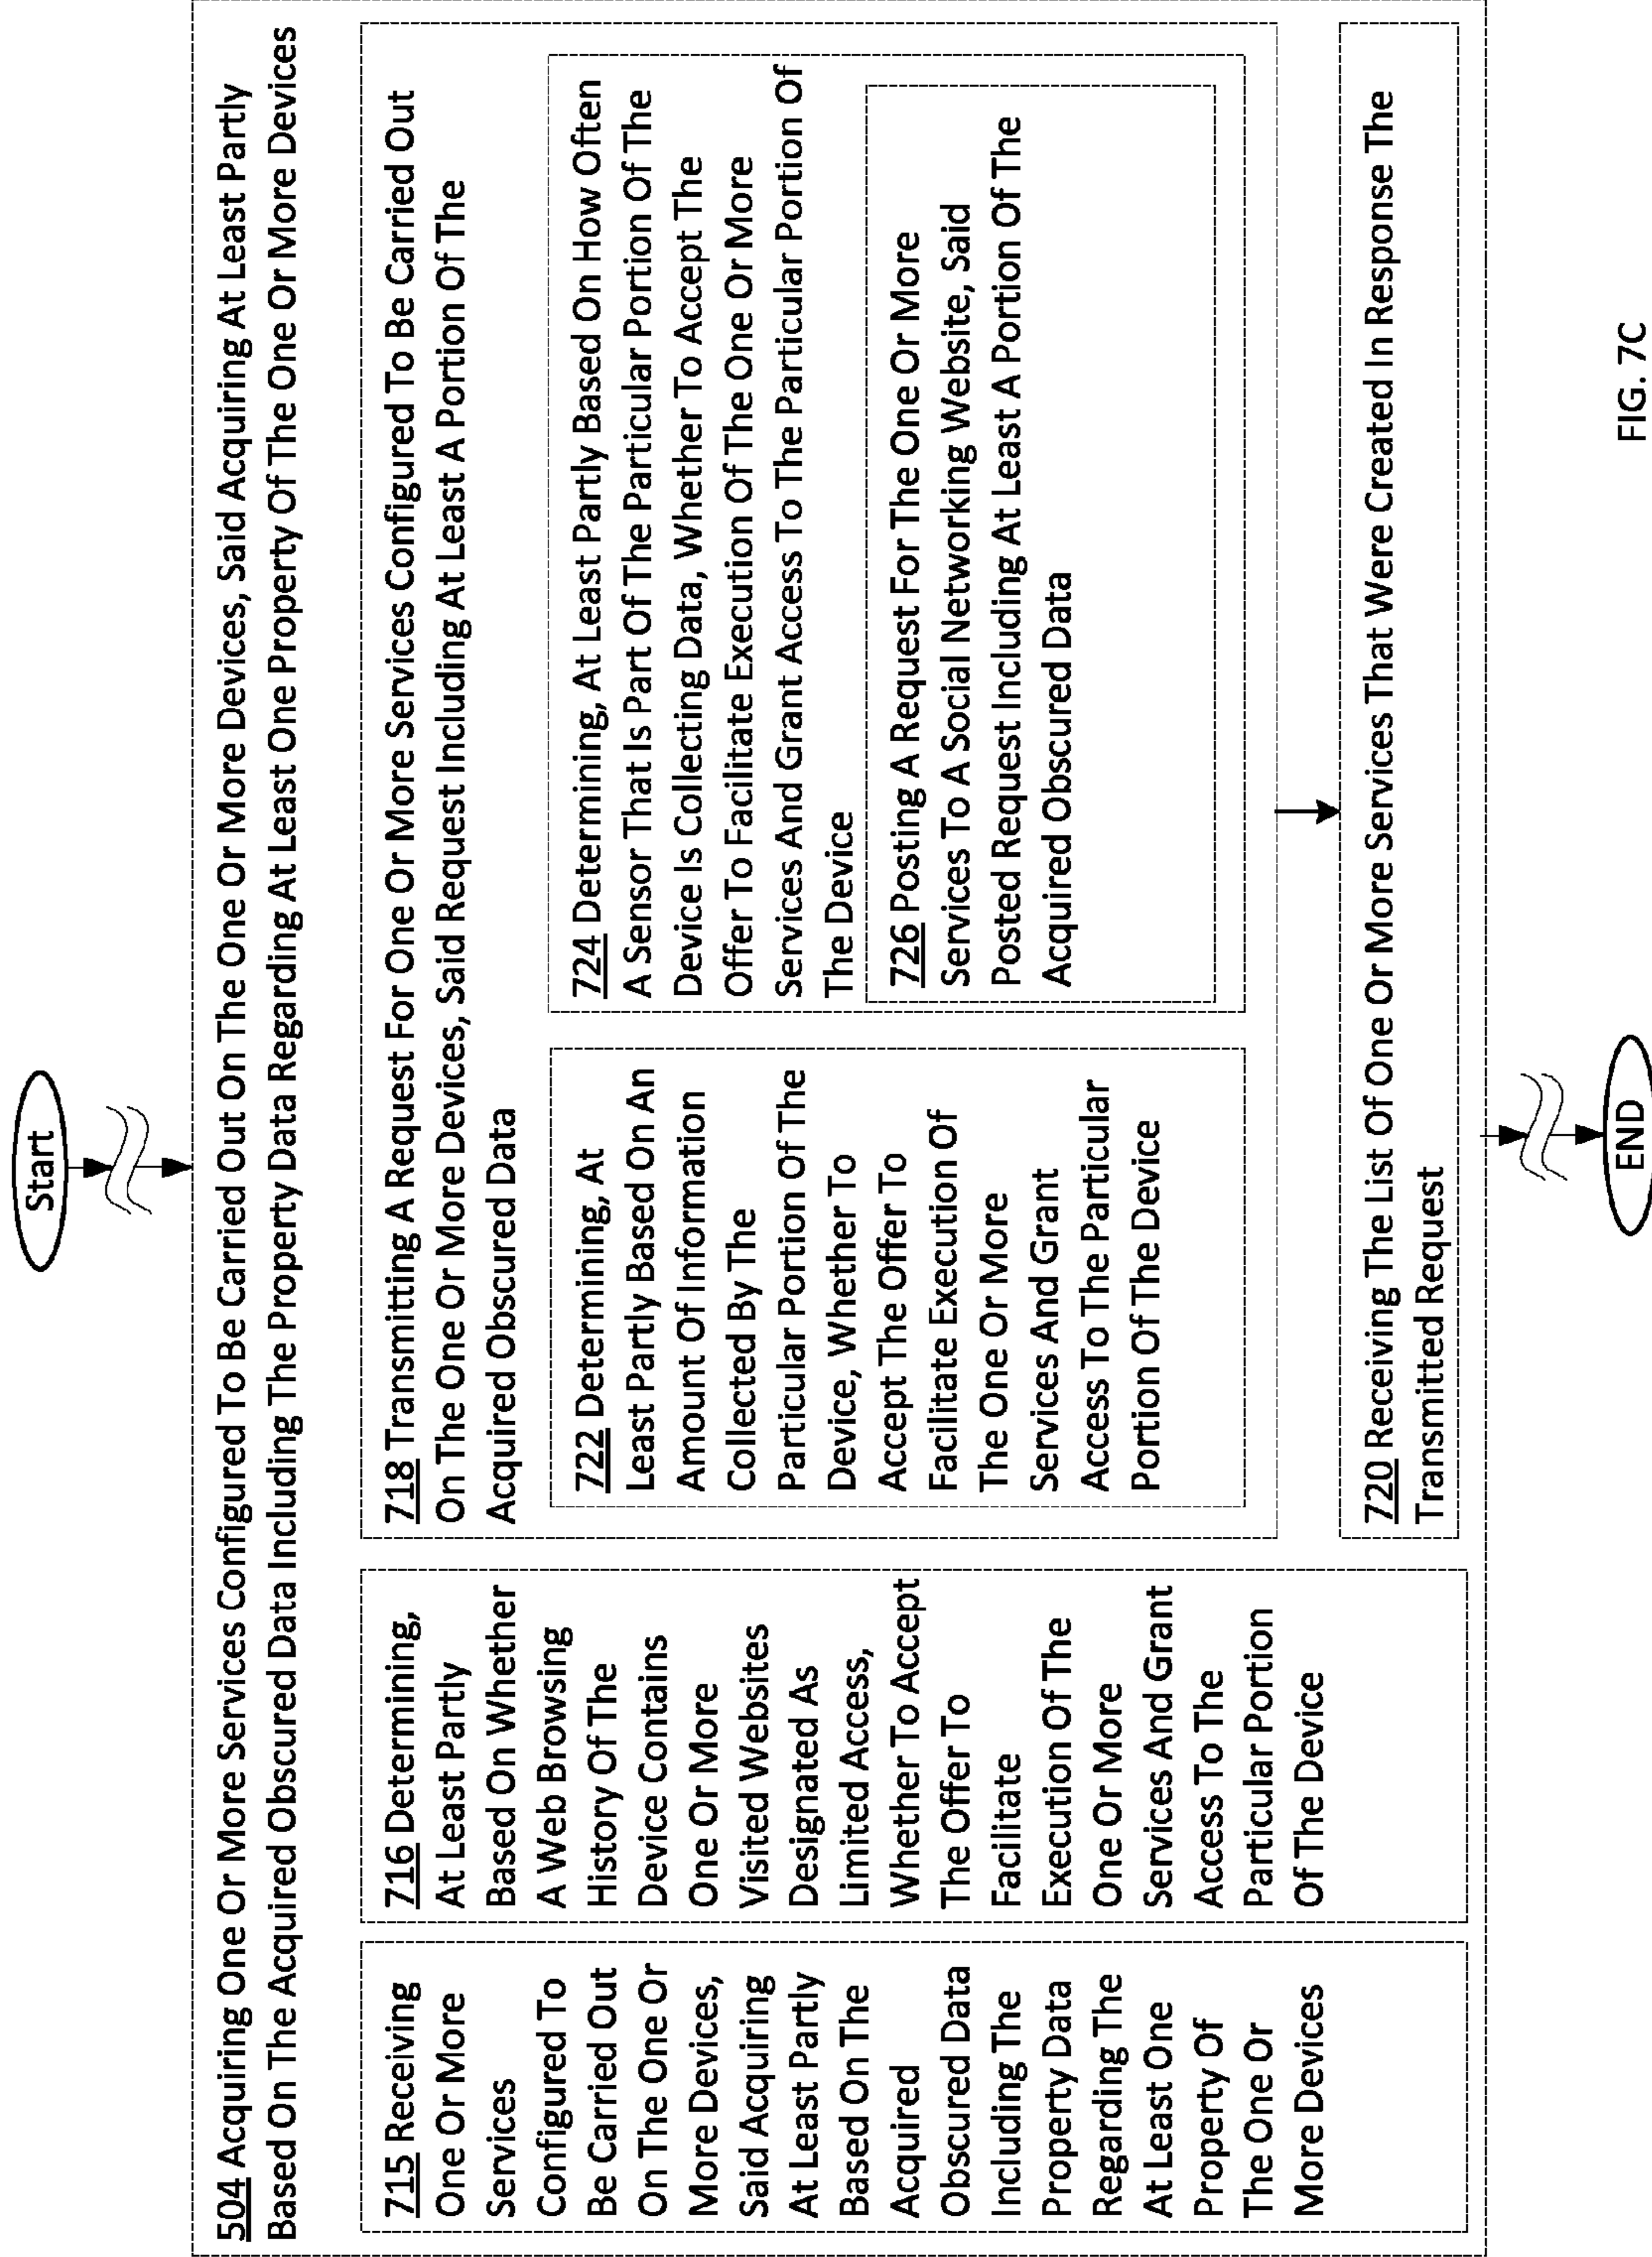 Start
504 Acquiring One Or More Services Configured To Be Carried Out On The One Or More Devices, Said Acquiring At Least Partly
Based On The Acquired Obscured Data Including The Property Data Regarding At Least One Property Of The One Or More Devices
715 Receiving
One Or More
Services
Configured To
Be Carried Out
On The One Or
More Devices,
Said Acquiring
At Least Partly
Based On The
Acquired
Obscured Data
Including The
Property Data
Regarding The
At Least One
Property Of
The One Or
More Devices
716 Determining,
At Least Partly
Based On Whether
A Web Browsing
History Of The
Device Contains
One Or More
Visited Websites
Designated As
Limited Access,
Whether To Accept
The Offer To
Facilitate
Execution Of The
One Or More
Services And Grant
Access To The
Particular Portion
Of The Device
718 Transmitting A Request For One Or More Services Configured To Be Carried Out
On The One Or More Devices, Said Request Including At Least A Portion Of The
Acquired Obscured Data
722 Determining, At
Least Partly Based On An
Amount Of Information
Collected By The
Particular Portion Of The
Device, Whether To
Accept The Offer To
Facilitate Execution Of
The One Or More
Services And Grant
Access To The Particular
Portion Of The Device
724 Determining, At Least Partly Based On How Often
A Sensor That Is Part Of The Particular Portion Of The
Device Is Collecting Data, Whether To Accept The
Offer To Facilitate Execution Of The One Or More
Services And Grant Access To The Particular Portion Of
The Device
726 Posting A Request For The One Or More
Services To A Social Networking Website, Said
Posted Request Including At Least A Portion Of The
Acquired Obscured Data
720 Receiving The List Of One Or More Services That Were Created In Response The
Transmitted Request
END
FIG. 7C